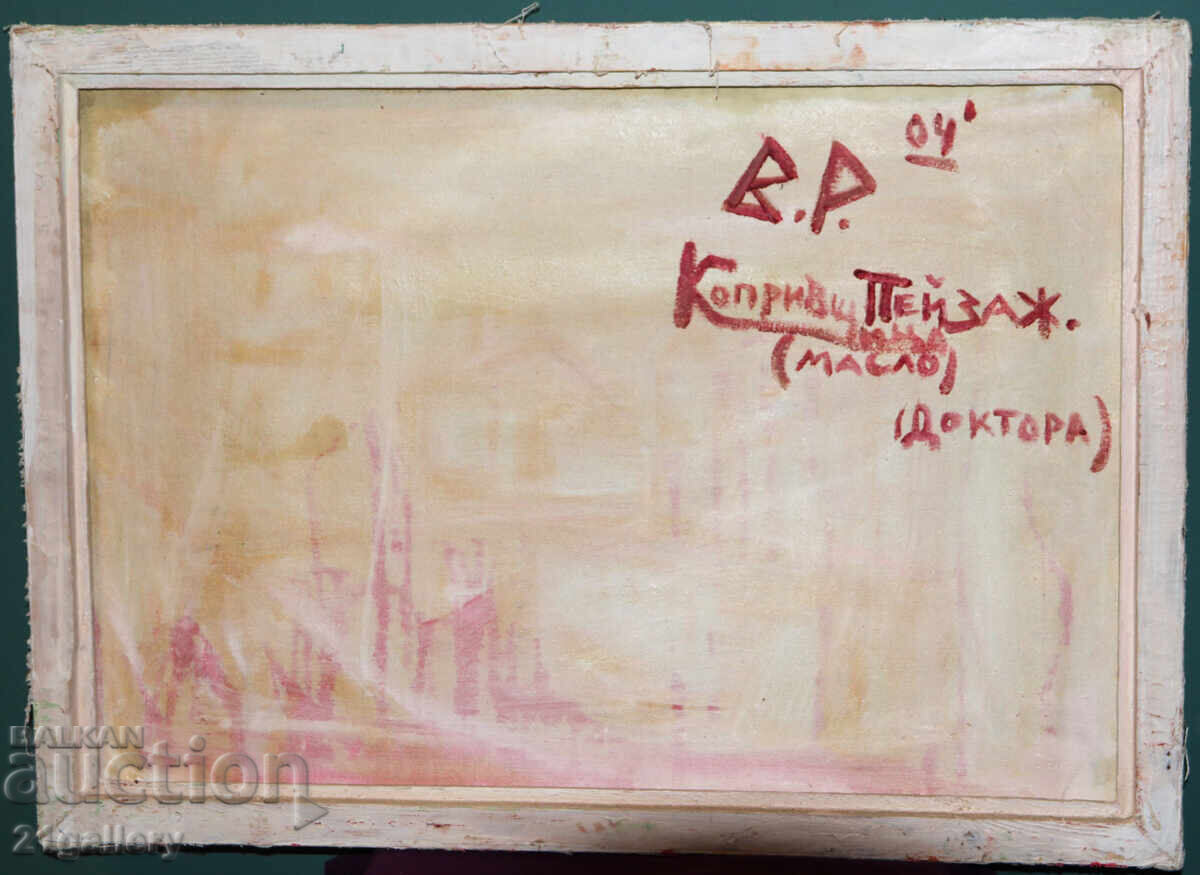 04'
В.Р.
Копривщица Пейзаж.
(масло)
(Доктора)
BALKAN
auction
21gallery